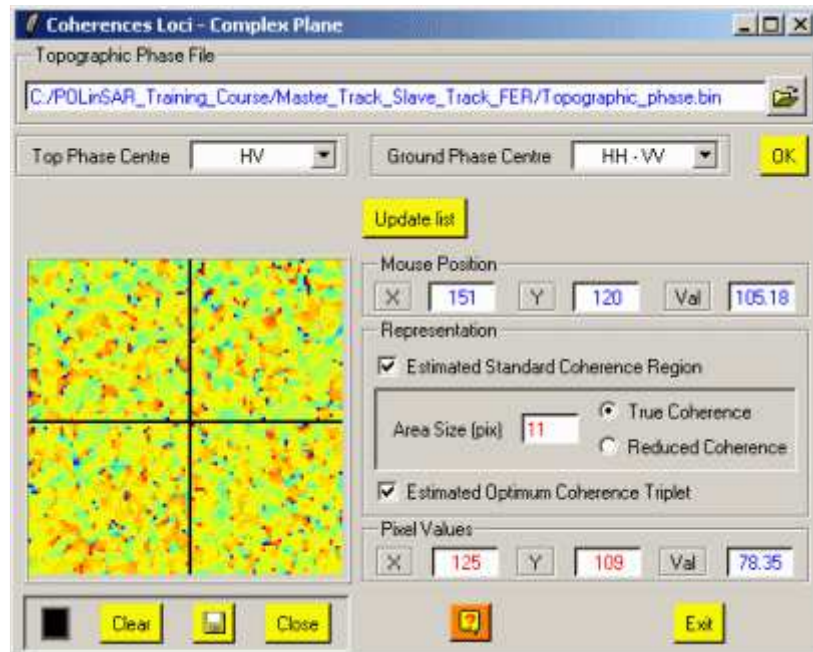 Coherences Loci - Complex Plane
Topographic Phase File
C:/POLinSAR_Training_Course/Master_Track_Slave_Track_FER/Topographic_phase.bin
Top Phase Centre HV Ground Phase Centre HH - VV OK
Update list
Mouse Position
X 151 Y 120 Val 105.18
Representation
Estimated Standard Coherence Region
Area Size (pix) 11 True Coherence
Reduced Coherence
Estimated Optimum Coherence Triplet
Pixel Values
X 125 Y 109 Val 78.35
Clear Close ? Exit